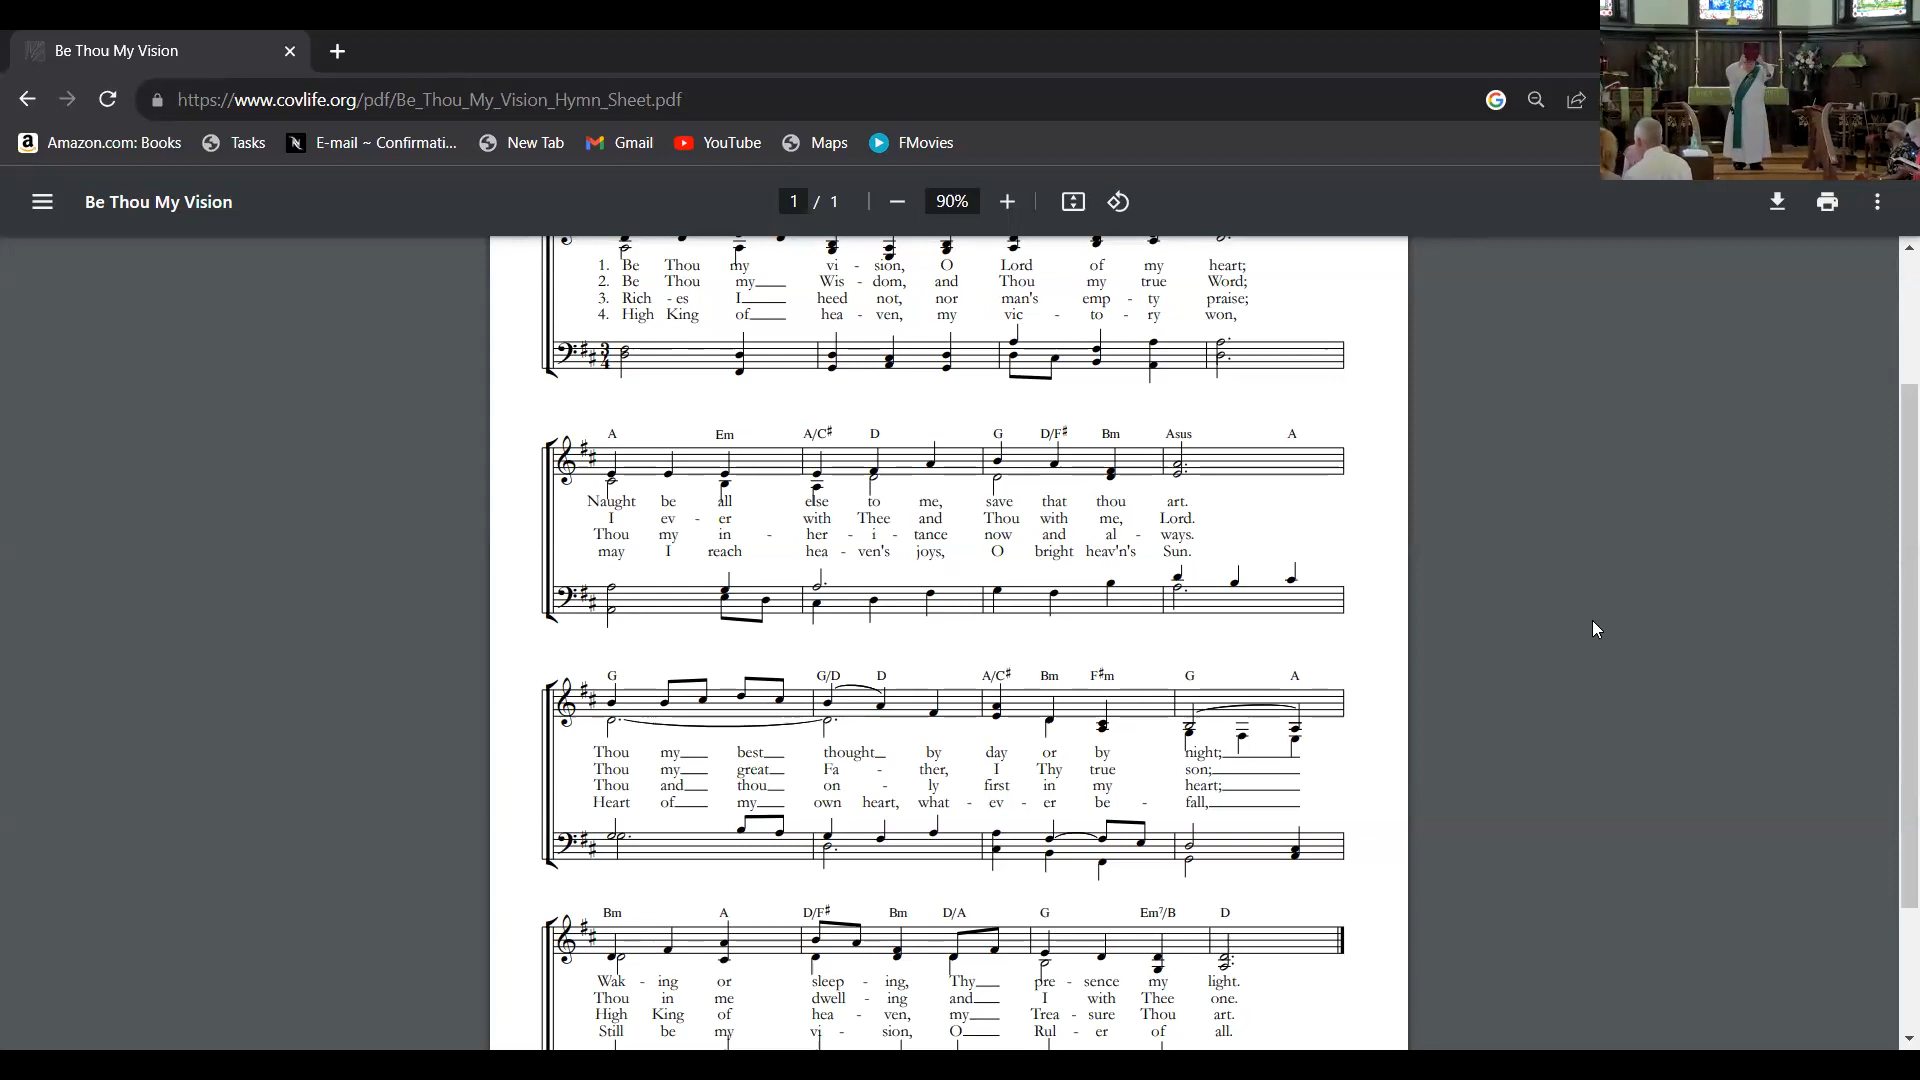 Be Thou My Vision
https://www.covlife.org/pdf/Be_Thou_My_Vision_Hymn_Sheet.pdf
Amazon.com: Books Tasks E-mail ~ Confirmati... New Tab Gmail YouTube Maps FMovies
Be Thou My Vision 1 / 1 90%
1. Be Thou my vi - sion, O Lord of my heart;
2. Be Thou my Wis - dom, and Thou my true Word;
3. Rich - es I heed not, nor man's emp - ty praise;
4. High King of hea - ven, my vic - to - ry won,
A Em A/C♯ D G D/F♯ Bm Asus A
Naught be all else to me, save that thou art.
I ev - er with Thee and Thou with me, Lord.
Thou my in - her - i - tance now and al - ways.
may I reach hea - ven's joys, O bright heav'n's Sun.
G G/D D A/C♯ Bm F♯m G A
Thou my best thought by day or by night;
Thou my great Fa - ther, I Thy true son;
Thou and thou on - ly first in my heart;
Heart of my own heart, what - ev - er be - fall,
Bm A D/F♯ Bm D/A G Em7/B D
Wak - ing or sleep - ing, Thy pre - sence my light.
Thou in me dwell - ing and I with Thee one.
High King of hea - ven, my Trea - sure Thou art.
Still be my vi - sion, O Rul - er of all.